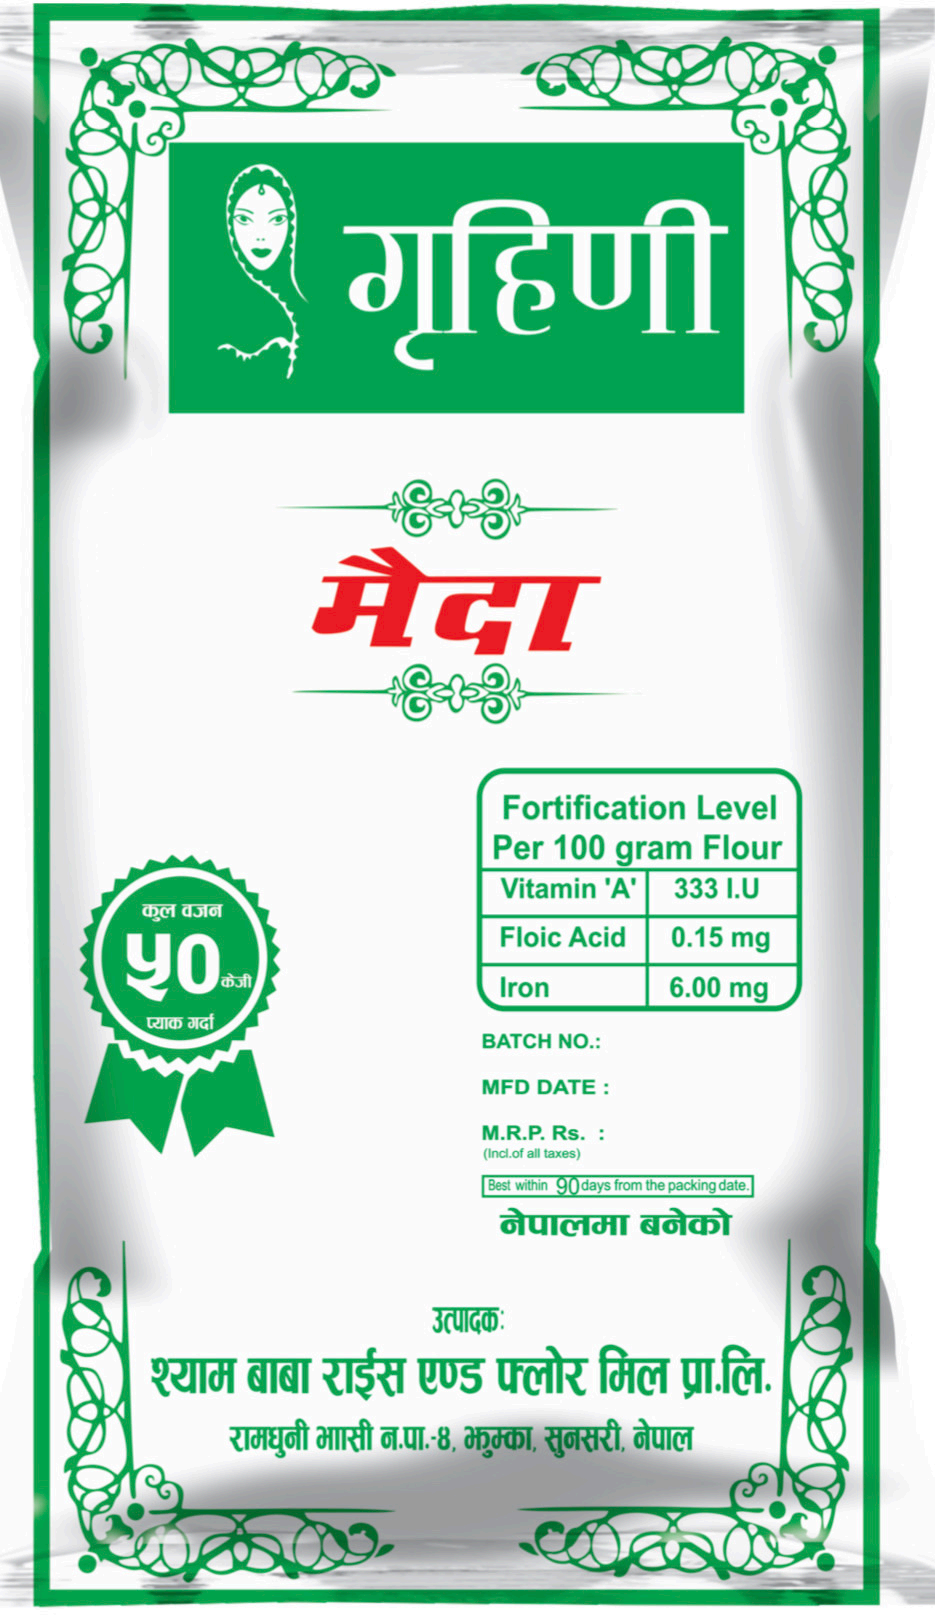 गृहिणी
मैदा
Fortification Level
Per 100 gram Flour
Vitamin 'A' 333 I.U
Floic Acid 0.15 mg
Iron 6.00 mg
कुल वजन
५०केजी
प्याक गर्दा
BATCH NO.:
MFD DATE :
M.R.P. Rs. :
(Incl.of all taxes)
Best within 90 days from the packing date.
नेपालमा बनेको
उत्पादक:
श्याम बाबा राईस एण्ड फ्लोर मिल प्रा.लि.
रामधुनी भाासी न.पा.-४, झुम्का, सुनसरी, नेपाल